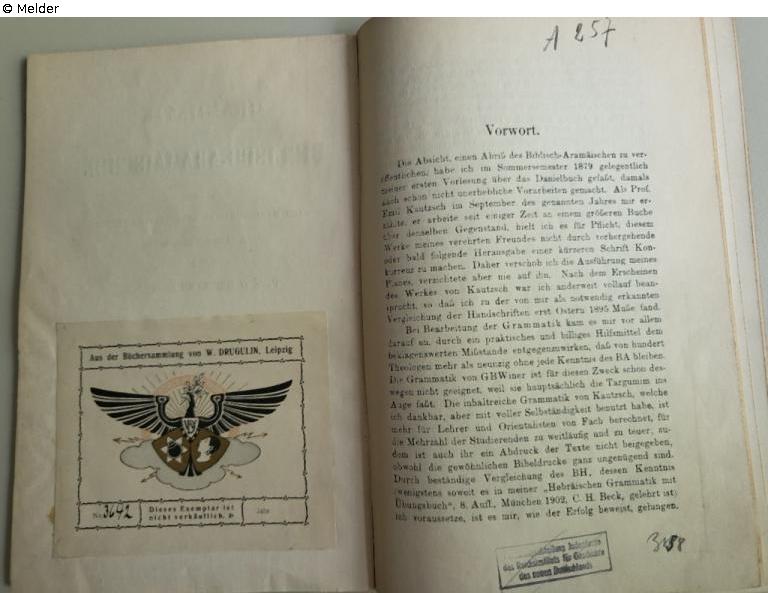 © Melder
Aus der Büchersammlung von W. DRUGULIN, Leipzig
No. 3642
Dieses Exemplar ist
nicht verkäuflich.
Jahr
A 257
Vorwort.
Die Absicht, einen Abriß des Biblisch-Aramäischen zu ver-
öffentlichen, habe ich im Sommersemester 1879 gelegentlich
meiner ersten Vorlesung über das Danielbuch gefaßt, damals
auch schon nicht unerhebliche Vorarbeiten gemacht. Als Prof.
Emil Kautzsch im September des genannten Jahres mir er-
zählte, er arbeite seit einiger Zeit an einem größeren Buche
über denselben Gegenstand, hielt ich es für Pflicht, diesem
Werke meines verehrten Freundes nicht durch vorhergehende
oder bald folgende Herausgabe einer kürzeren Schrift Kon-
kurrenz zu machen. Daher verschob ich die Ausführung meines
Planes, verzichtete aber nie auf ihn. Nach dem Erscheinen
des Werkes von Kautzsch war ich anderweit vollauf bean-
sprucht, so daß ich zu der von mir als notwendig erkannten
Vergleichung der Handschriften erst Ostern 1895 Muße fand.
Bei Bearbeitung der Grammatik kam es mir vor allem
darauf an, durch ein praktisches und billiges Hilfsmittel dem
beklagenswerten Mißstande entgegenzuwirken, daß von hundert
Theologen mehr als neunzig ohne jede Kenntnis des BA bleiben.
Die Grammatik von GBWiner ist für diesen Zweck schon des-
wegen nicht geeignet, weil sie hauptsächlich die Targumim ins
Auge faßt. Die inhaltreiche Grammatik von Kautzsch, welche
ich dankbar, aber mit voller Selbständigkeit benutzt habe, ist
mehr für Lehrer und Orientalisten von Fach berechnet, für
die Mehrzahl der Studierenden zu weitläufig und zu teuer, zu-
dem ist auch ihr ein Abdruck der Texte nicht beigegeben,
obwohl die gewöhnlichen Bibeldrucke ganz ungenügend sind.
Durch beständige Vergleichung des BH, dessen Kenntnis
(wenigstens soweit es in meiner „Hebräischen Grammatik mit
Übungsbuch“, 8. Aufl., München 1902, C. H. Beck, gelehrt ist)
ich voraussetze, ist es mir, wie der Erfolg beweist, gelungen,
des Reichsinstituts für Geschichte
des neuen Deutschlands